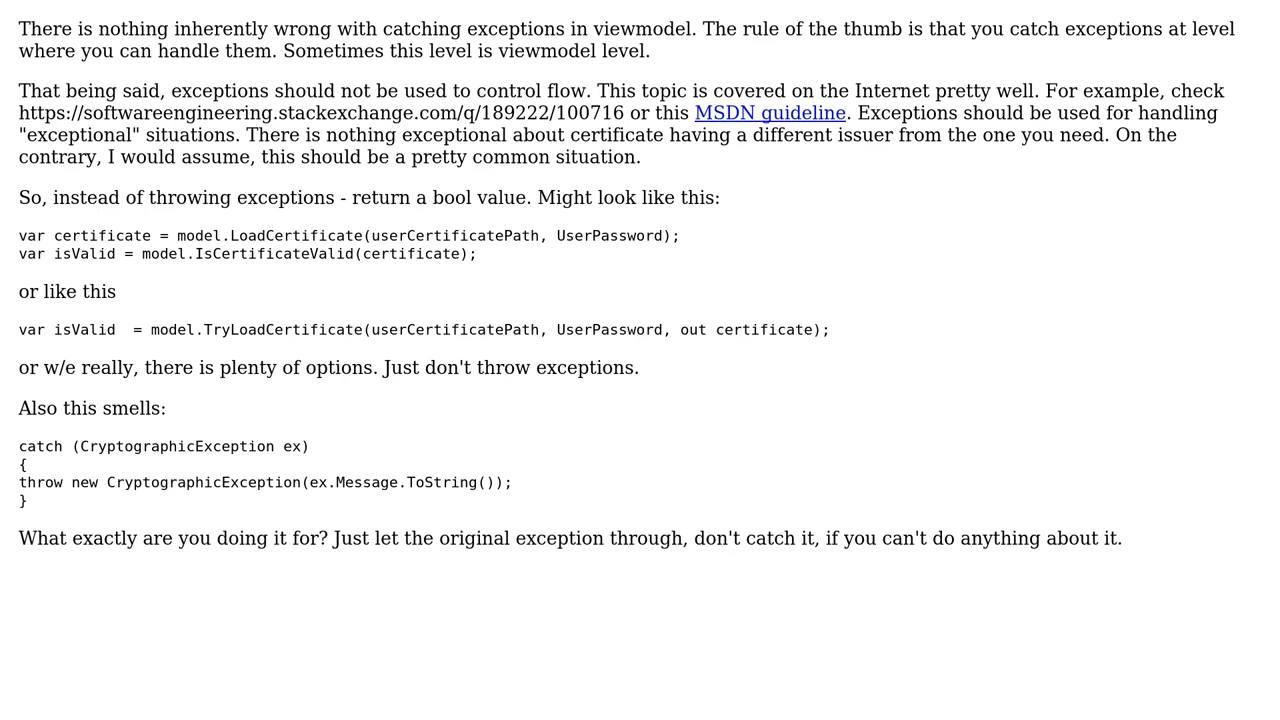 There is nothing inherently wrong with catching exceptions in viewmodel. The rule of the thumb is that you catch exceptions at level
where you can handle them. Sometimes this level is viewmodel level.
That being said, exceptions should not be used to control flow. This topic is covered on the Internet pretty well. For example, check
https://softwareengineering.stackexchange.com/q/189222/100716 or this MSDN guideline. Exceptions should be used for handling
"exceptional" situations. There is nothing exceptional about certificate having a different issuer from the one you need. On the
contrary, I would assume, this should be a pretty common situation.
So, instead of throwing exceptions - return a bool value. Might look like this:
var certificate = model.LoadCertificate(userCertificatePath, UserPassword);
var isValid = model.IsCertificateValid(certificate);
or like this
var isValid  = model.TryLoadCertificate(userCertificatePath, UserPassword, out certificate);
or w/e really, there is plenty of options. Just don't throw exceptions.
Also this smells:
catch (CryptographicException ex)
{
throw new CryptographicException(ex.Message.ToString());
}
What exactly are you doing it for? Just let the original exception through, don't catch it, if you can't do anything about it.